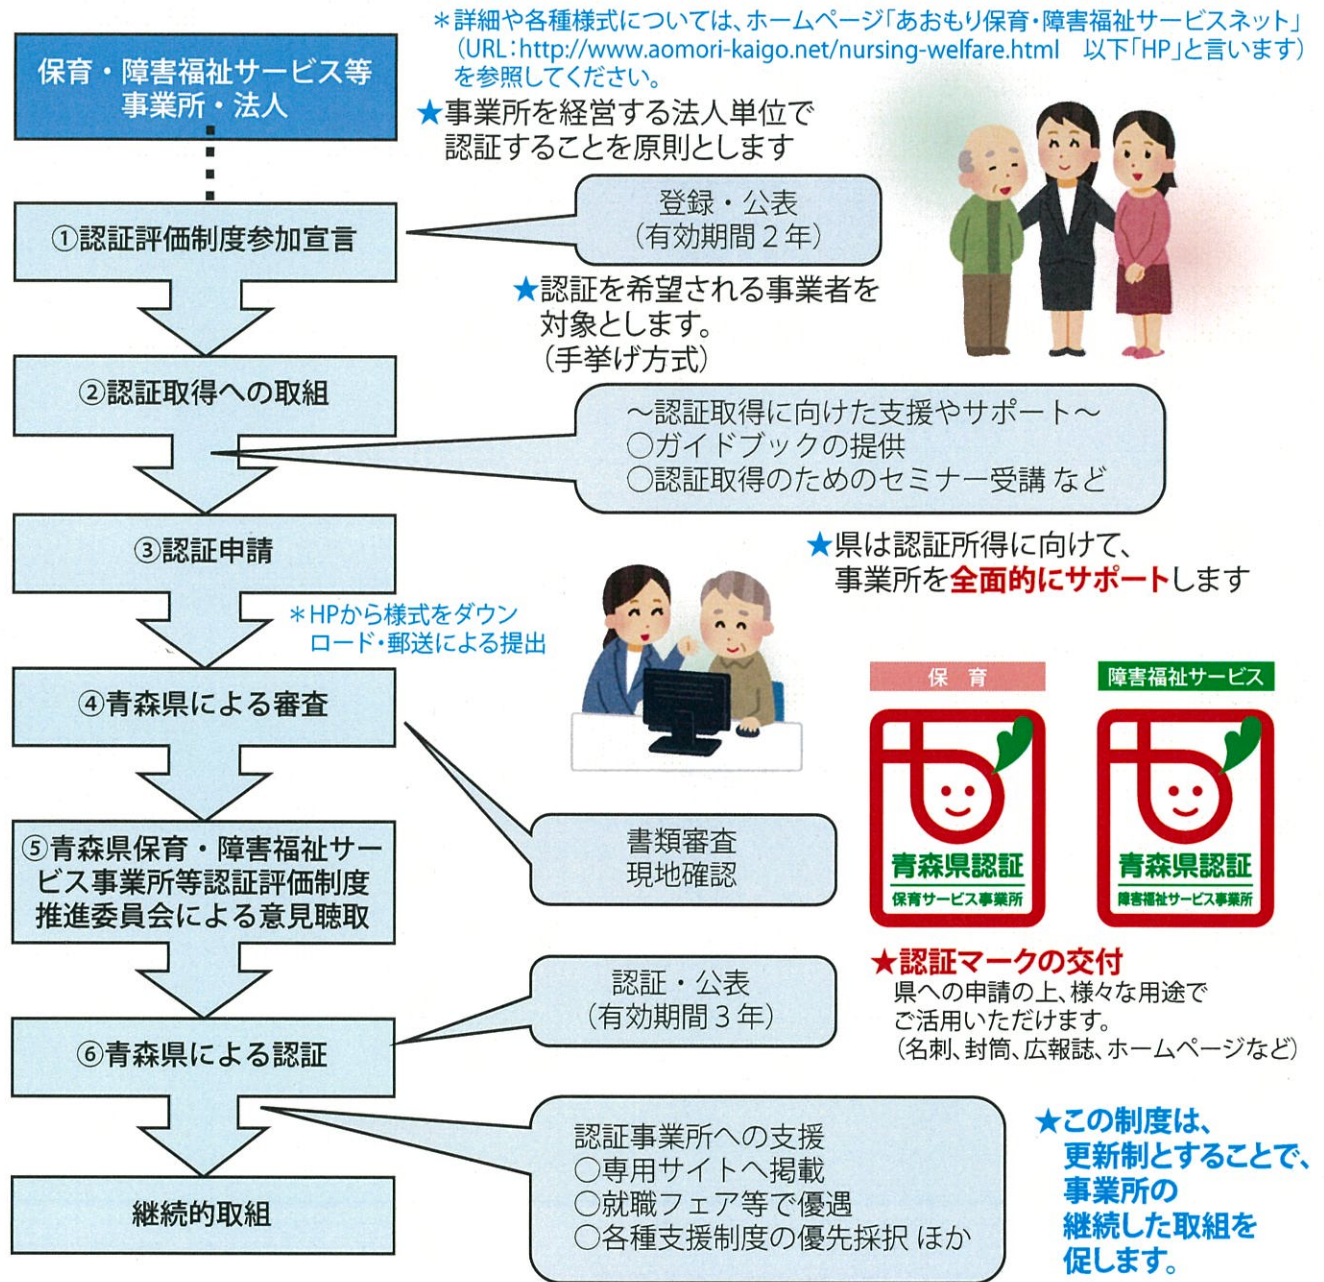 ＊詳細や各種様式については、ホームページ「あおもり保育・障害福祉サービスネット」
（URL：http://www.aomori-kaigo.net/nursing-welfare.html　以下「HP」と言います）
を参照してください。
保育・障害福祉サービス等
事業所・法人
★事業所を経営する法人単位で
認証することを原則とします
①認証評価制度参加宣言
登録・公表
（有効期間２年）
★認証を希望される事業者を
対象とします。
（手挙げ方式）
②認証取得への取組
～認証取得に向けた支援やサポート～
○ガイドブックの提供
○認証取得のためのセミナー受講 など
③認証申請
★県は認証所得に向けて、
事業所を全面的にサポートします
＊HPから様式をダウン
ロード・郵送による提出
④青森県による審査
書類審査
現地確認
保 育
障害福祉サービス
青森県認証
保育サービス事業所
青森県認証
障害福祉サービス事業所
⑤青森県保育・障害福祉サー
ビス事業所等認証評価制度
推進委員会による意見聴取
★認証マークの交付
県への申請の上、様々な用途で
ご活用いただけます。
（名刺、封筒、広報誌、ホームページなど）
認証・公表
（有効期間３年）
⑥青森県による認証
認証事業所への支援
○専用サイトへ掲載
○就職フェア等で優遇
○各種支援制度の優先採択 ほか
★この制度は、
更新制とすることで、
事業所の
継続した取組を
促します。
継続的取組